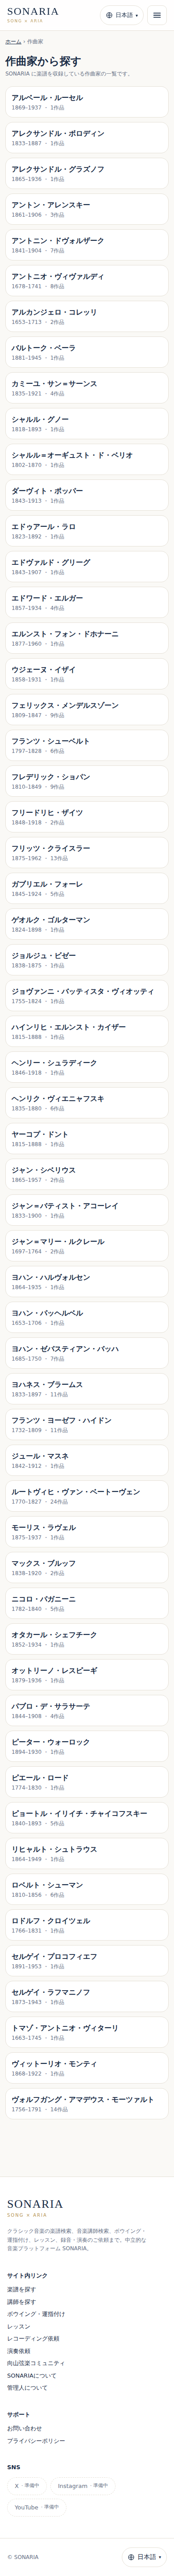 SONARIA
SONG × ARIA
日本語 ▾
ホーム › 作曲家
作曲家から探す
SONARIA に楽譜を収録している作曲家の一覧です。
アルベール・ルーセル
1869–1937 · 1作品
アレクサンドル・ボロディン
1833–1887 · 1作品
アレクサンドル・グラズノフ
1865–1936 · 1作品
アントン・アレンスキー
1861–1906 · 3作品
アントニン・ドヴォルザーク
1841–1904 · 7作品
アントニオ・ヴィヴァルディ
1678–1741 · 8作品
アルカンジェロ・コレッリ
1653–1713 · 2作品
バルトーク・ベーラ
1881–1945 · 1作品
カミーユ・サン＝サーンス
1835–1921 · 4作品
シャルル・グノー
1818–1893 · 1作品
シャルル＝オーギュスト・ド・ベリオ
1802–1870 · 1作品
ダーヴィト・ポッパー
1843–1913 · 1作品
エドゥアール・ラロ
1823–1892 · 1作品
エドヴァルド・グリーグ
1843–1907 · 1作品
エドワード・エルガー
1857–1934 · 4作品
エルンスト・フォン・ドホナーニ
1877–1960 · 1作品
ウジェーヌ・イザイ
1858–1931 · 1作品
フェリックス・メンデルスゾーン
1809–1847 · 9作品
フランツ・シューベルト
1797–1828 · 6作品
フレデリック・ショパン
1810–1849 · 9作品
フリードリヒ・ザイツ
1848–1918 · 2作品
フリッツ・クライスラー
1875–1962 · 13作品
ガブリエル・フォーレ
1845–1924 · 5作品
ゲオルク・ゴルターマン
1824–1898 · 1作品
ジョルジュ・ビゼー
1838–1875 · 1作品
ジョヴァンニ・バッティスタ・ヴィオッティ
1755–1824 · 1作品
ハインリヒ・エルンスト・カイザー
1815–1888 · 1作品
ヘンリー・シュラディーク
1846–1918 · 1作品
ヘンリク・ヴィエニャフスキ
1835–1880 · 6作品
ヤーコプ・ドント
1815–1888 · 1作品
ジャン・シベリウス
1865–1957 · 2作品
ジャン＝バティスト・アコーレイ
1833–1900 · 1作品
ジャン＝マリー・ルクレール
1697–1764 · 2作品
ヨハン・ハルヴォルセン
1864–1935 · 1作品
ヨハン・パッヘルベル
1653–1706 · 1作品
ヨハン・ゼバスティアン・バッハ
1685–1750 · 7作品
ヨハネス・ブラームス
1833–1897 · 11作品
フランツ・ヨーゼフ・ハイドン
1732–1809 · 11作品
ジュール・マスネ
1842–1912 · 1作品
ルートヴィヒ・ヴァン・ベートーヴェン
1770–1827 · 24作品
モーリス・ラヴェル
1875–1937 · 1作品
マックス・ブルッフ
1838–1920 · 2作品
ニコロ・パガニーニ
1782–1840 · 5作品
オタカール・シェフチーク
1852–1934 · 1作品
オットリーノ・レスピーギ
1879–1936 · 1作品
パブロ・デ・サラサーテ
1844–1908 · 4作品
ピーター・ウォーロック
1894–1930 · 1作品
ピエール・ロード
1774–1830 · 1作品
ピョートル・イリイチ・チャイコフスキー
1840–1893 · 5作品
リヒャルト・シュトラウス
1864–1949 · 1作品
ロベルト・シューマン
1810–1856 · 6作品
ロドルフ・クロイツェル
1766–1831 · 1作品
セルゲイ・プロコフィエフ
1891–1953 · 1作品
セルゲイ・ラフマニノフ
1873–1943 · 1作品
トマゾ・アントニオ・ヴィターリ
1663–1745 · 1作品
ヴィットーリオ・モンティ
1868–1922 · 1作品
ヴォルフガング・アマデウス・モーツァルト
1756–1791 · 14作品
SONARIA
SONG × ARIA
クラシック音楽の楽譜検索、音楽講師検索、ボウイング・
運指付け、レッスン、録音・演奏のご依頼まで。中立的な
音楽プラットフォーム SONARIA。
サイト内リンク
楽譜を探す
講師を探す
ボウイング・運指付け
レッスン
レコーディング依頼
演奏依頼
向山弦楽コミュニティ
SONARIAについて
管理人について
サポート
お問い合わせ
プライバシーポリシー
SNS
X · 準備中
Instagram · 準備中
YouTube · 準備中
© SONARIA
日本語 ▾